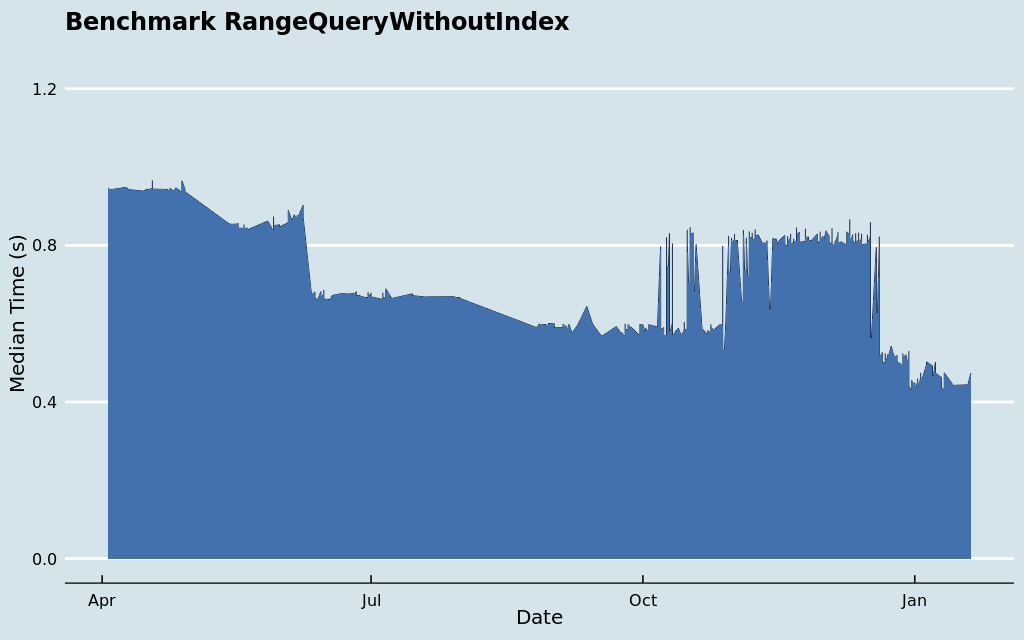 Benchmark RangeQueryWithoutIndex
1.2
0.8
0.4
0.0
Median Time (s)
Apr
Jul
Oct
Jan
Date